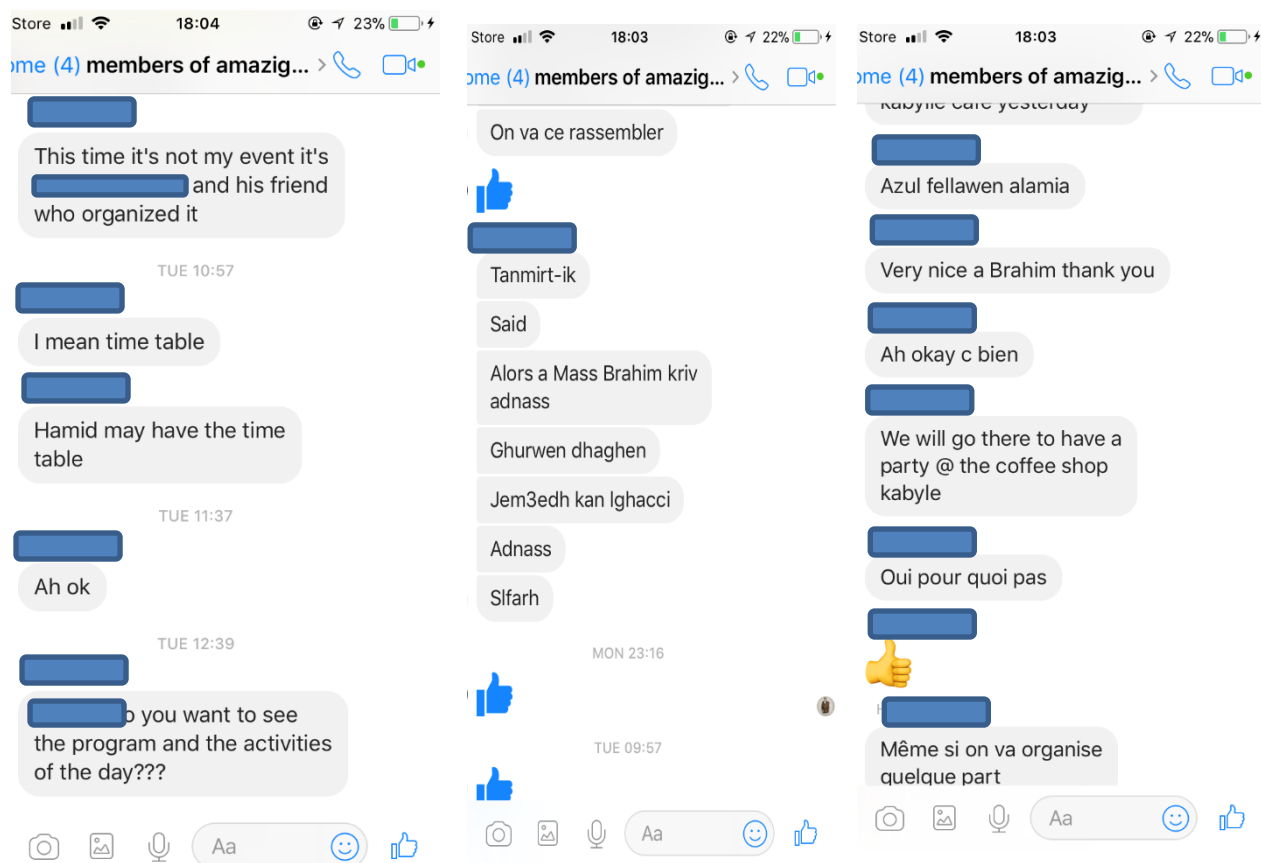 Store 18:04 23%
ome (4) members of amazig... >
This time it's not my event it's
and his friend
who organized it
TUE 10:57
I mean time table
Hamid may have the time
table
TUE 11:37
Ah ok
TUE 12:39
o you want to see
the program and the activities
of the day???
Aa
Store 18:03 22%
ome (4) members of amazig... >
On va ce rassembler
Tanmirt-ik
Said
Alors a Mass Brahim kriv
adnass
Ghurwen dhaghen
Jem3edh kan lghacci
Adnass
Slfarh
MON 23:16
TUE 09:57
Aa
Store 18:03 22%
ome (4) members of amazig... >
kabylie cafe yesterday
Azul fellawen alamia
Very nice a Brahim thank you
Ah okay c bien
We will go there to have a
party @ the coffee shop
kabyle
Oui pour quoi pas
Même si on va organise
quelque part
Aa